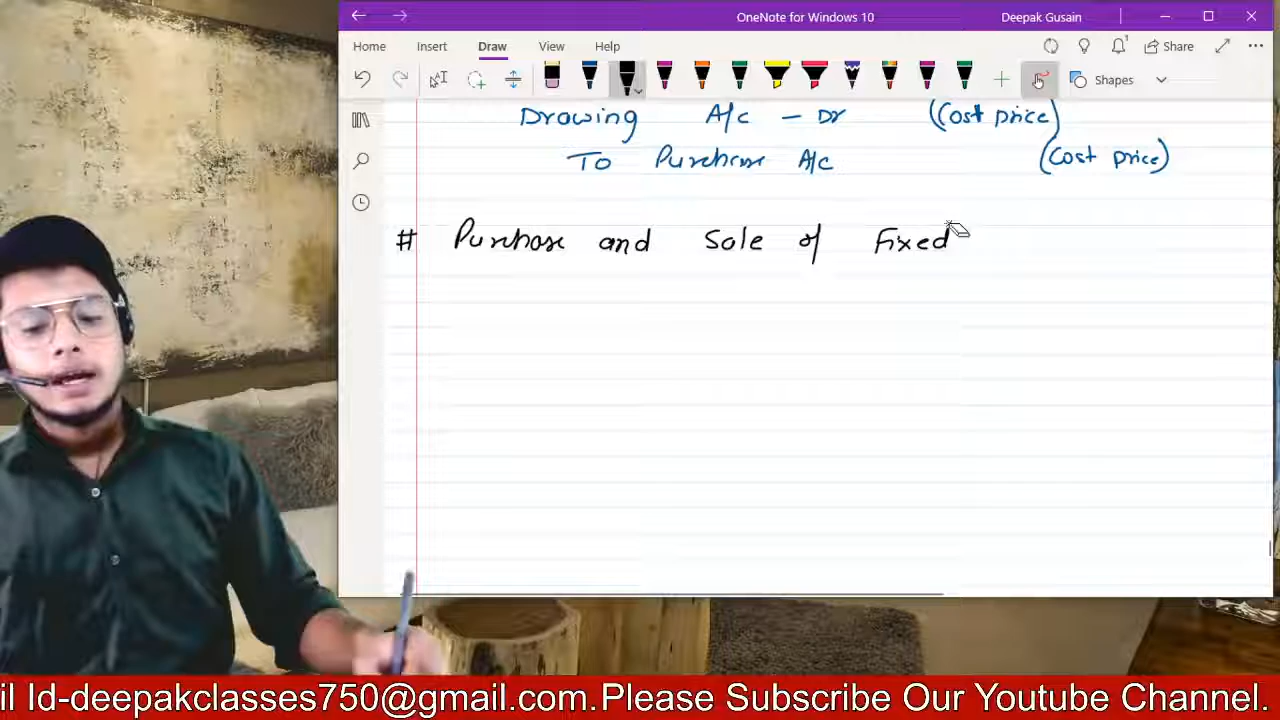 OneNote for Windows 10 Deepak Gusain
Home Insert Draw View Help Share
Shapes
Drawing A/c - Dr (Cost price)
To Purchase A/c (Cost price)
# Purchase and Sale of Fixed
il Id-deepakclasses750@gmail.com.Please Subscribe Our Youtube Channel.